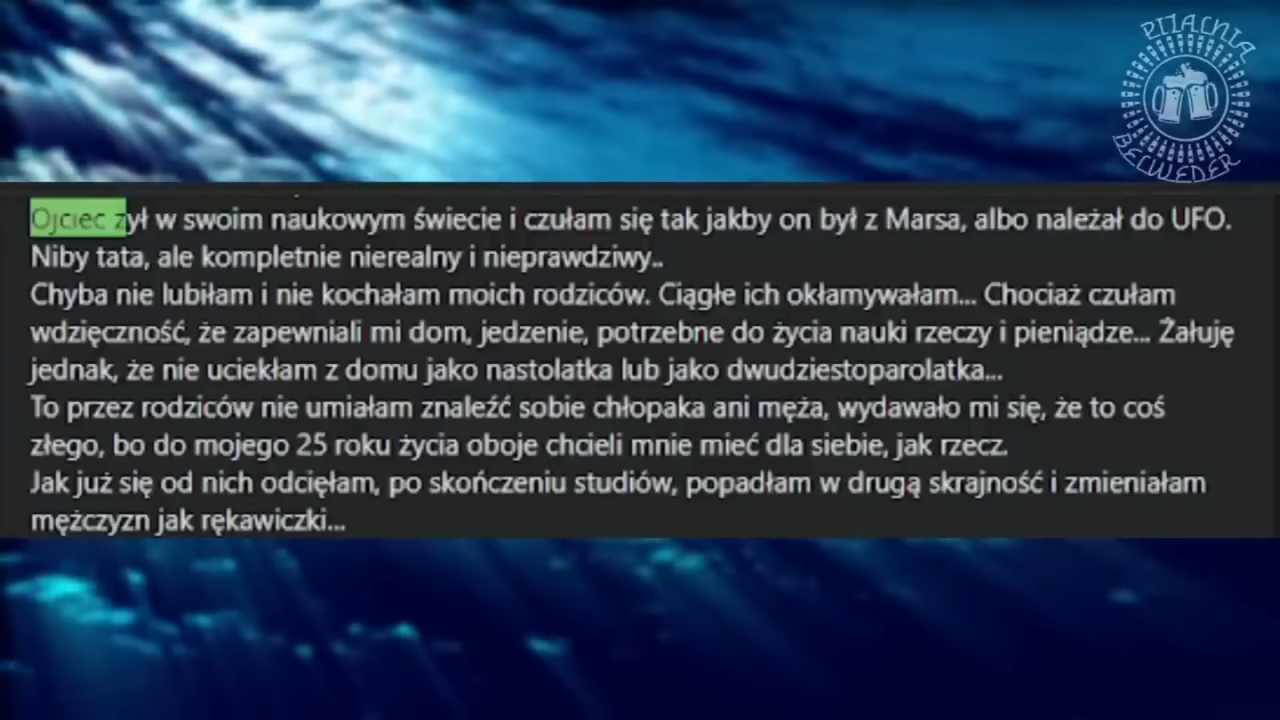 PIJALNIA
BELWEDER
Ojciec żył w swoim naukowym świecie i czułam się tak jakby on był z Marsa, albo należał do UFO.
Niby tata, ale kompletnie nierealny i nieprawdziwy..
Chyba nie lubiłam i nie kochałam moich rodziców. Ciągłe ich okłamywałam... Chociaż czułam
wdzięczność, że zapewniali mi dom, jedzenie, potrzebne do życia nauki rzeczy i pieniądze... Żałuję
jednak, że nie uciekłam z domu jako nastolatka lub jako dwudziestoparolatka...
To przez rodziców nie umiałam znaleźć sobie chłopaka ani męża, wydawało mi się, że to coś
złego, bo do mojego 25 roku życia oboje chcieli mnie mieć dla siebie, jak rzecz.
Jak już się od nich odcięłam, po skończeniu studiów, popadłam w drugą skrajność i zmieniałam
mężczyzn jak rękawiczki...